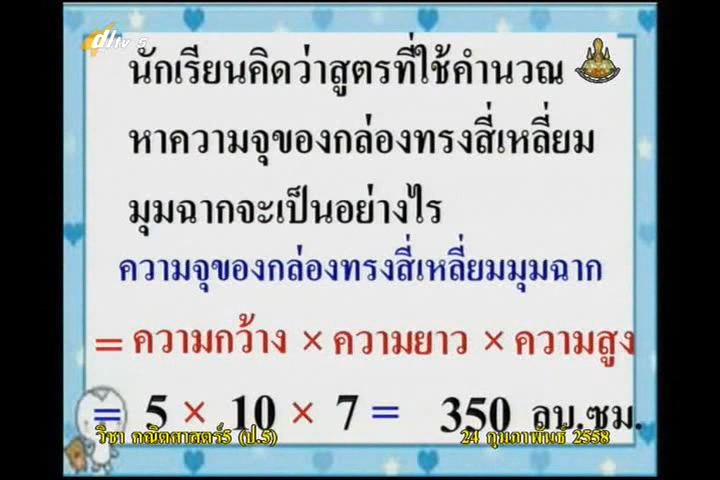 dltv 5
นักเรียนคิดว่าสูตรที่ใช้คำนวณ
หาความจุของกล่องทรงสี่เหลี่ยม
มุมฉากจะเป็นอย่างไร
ความจุของกล่องทรงสี่เหลี่ยมมุมฉาก
= ความกว้าง × ความยาว × ความสูง
= 5 × 10 × 7 = 350 ลบ.ซม.
วิชา คณิตศาสตร์5 (ป.5) 24 กุมอาพันธ์ 2558